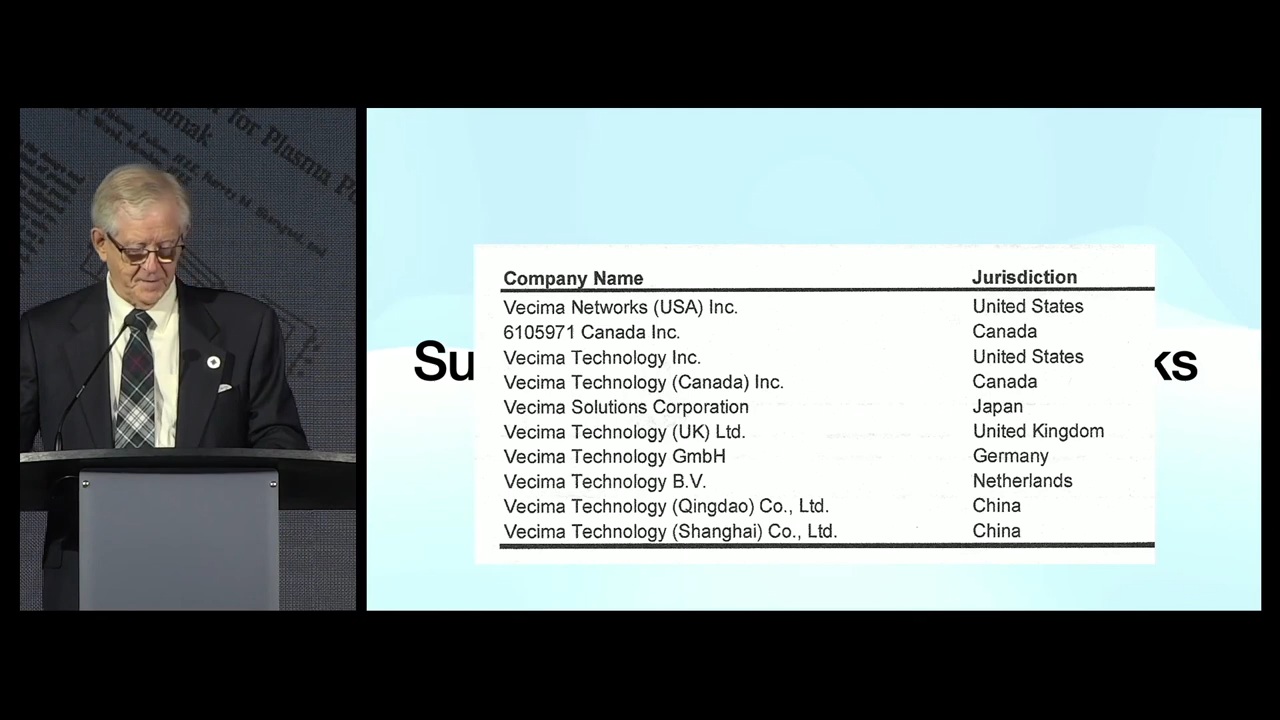 for Plasma
Company Name Jurisdiction
Vecima Networks (USA) Inc. United States
6105971 Canada Inc. Canada
Vecima Technology Inc. United States
Su ks
Vecima Technology (Canada) Inc. Canada
Vecima Solutions Corporation Japan
Vecima Technology (UK) Ltd. United Kingdom
Vecima Technology GmbH Germany
Vecima Technology B.V. Netherlands
Vecima Technology (Qingdao) Co., Ltd. China
Vecima Technology (Shanghai) Co., Ltd. China